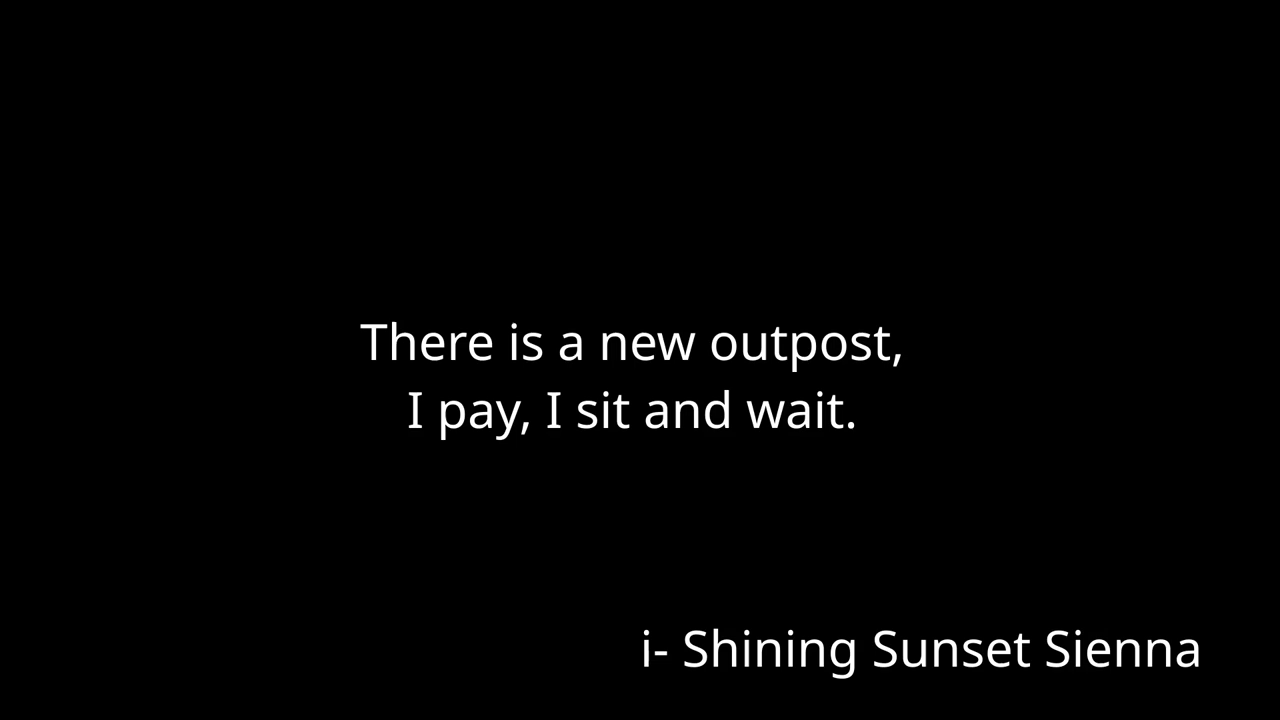 There is a new outpost,
I pay, I sit and wait.
i- Shining Sunset Sienna